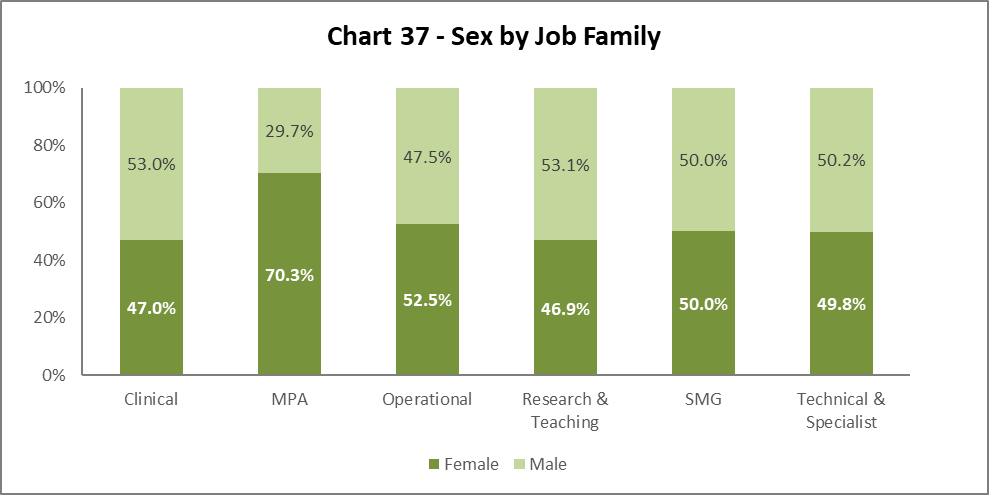 Chart 37 - Sex by Job Family
100%
80%
60%
40%
20%
0%
53.0%
29.7%
47.5%
53.1%
50.0%
50.2%
47.0%
70.3%
52.5%
46.9%
50.0%
49.8%
Clinical
MPA
Operational
Research &
Teaching
SMG
Technical &
Specialist
Female
Male